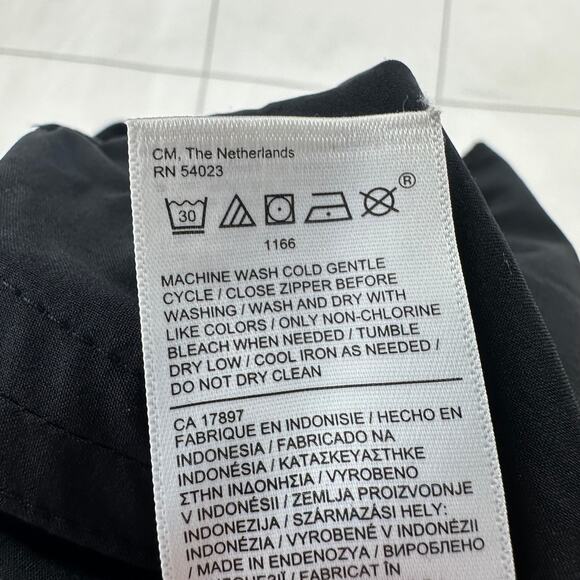 CM, The Netherlands
RN 54023
30
®
1166
MACHINE WASH COLD GENTLE
CYCLE / CLOSE ZIPPER BEFORE
WASHING / WASH AND DRY WITH
LIKE COLORS / ONLY NON-CHLORINE
BLEACH WHEN NEEDED / TUMBLE
DRY LOW / COOL IRON AS NEEDED /
DO NOT DRY CLEAN
CA 17897
FABRIQUE EN INDONISIE / HECHO EN
INDONESIA / FABRICADO NA
INDONÉSIA / ΚΑΤΑΣΚΕΥΑΣΤΗΚΕ
ΣΤΗΝ ΙΝΔΟΝΗΣΙΑ / VYROBENO
V INDONÉSII / ZEMLJA PROIZVODNJE
INDONEZIJA / SZÁRMAZÁSI HELY:
INDONÉZIA / VYROBENÉ V INDONÉZII
/ MADE IN ENDENOZYA / ВИРОБЛЕНО
/ FABRICAT ÎN